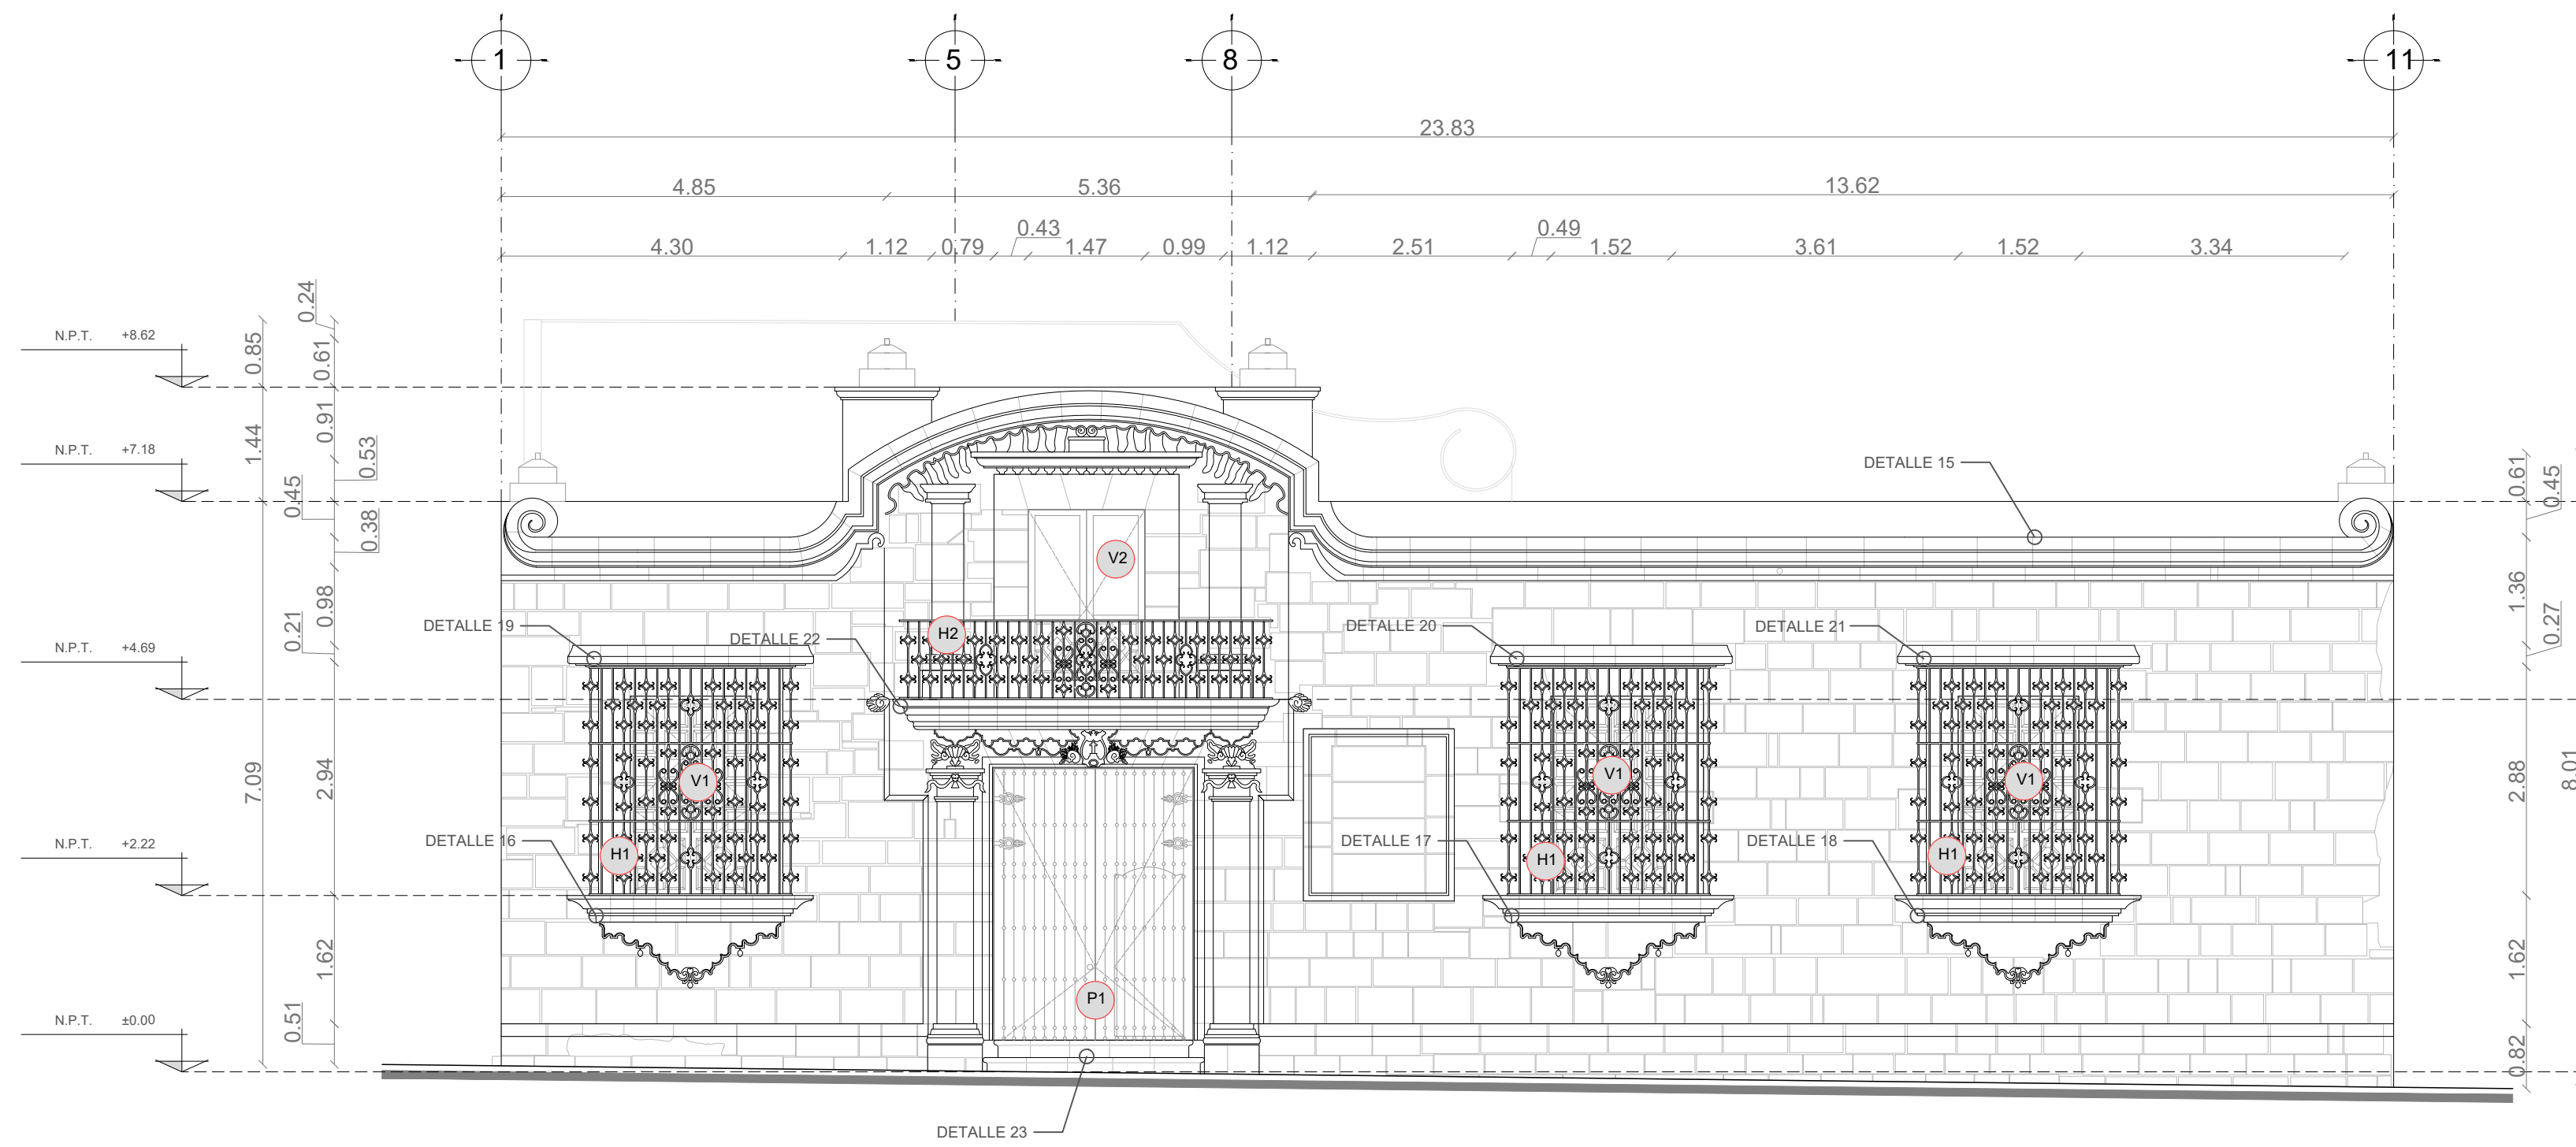 1 5 8 11
23.83
4.85 5.36 13.62
0.43 0.49
4.30 1.12 0.79 1.47 0.99 1.12 2.51 1.52 3.61 1.52 3.34
0.24
N.P.T. +8.62
0.85 0.61
0.91
1.44 0.53
N.P.T. +7.18
DETALLE 15
0.61 0.45
0.45
0.38
V2
0.98 1.36
0.21 0.27
DETALLE 19
H2
DETALLE 22
DETALLE 20
DETALLE 21
N.P.T. +4.69
7.09 2.94 2.88 8.01
V1 V1 V1
DETALLE 16
DETALLE 17
DETALLE 18
N.P.T. +2.22
H1 H1 H1
1.62 1.62
P1
N.P.T. ±0.00
0.51 0.82
DETALLE 23